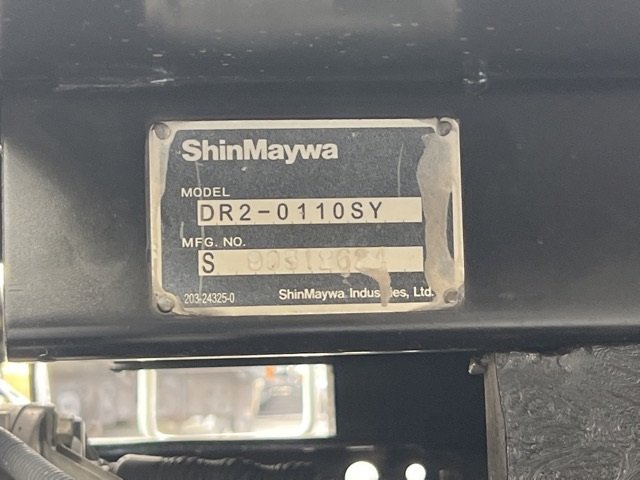 ShinMaywa
MODEL
DR2-0110SY
MFG. NO.
S
203-24325-0 ShinMaywa Industries, Ltd.